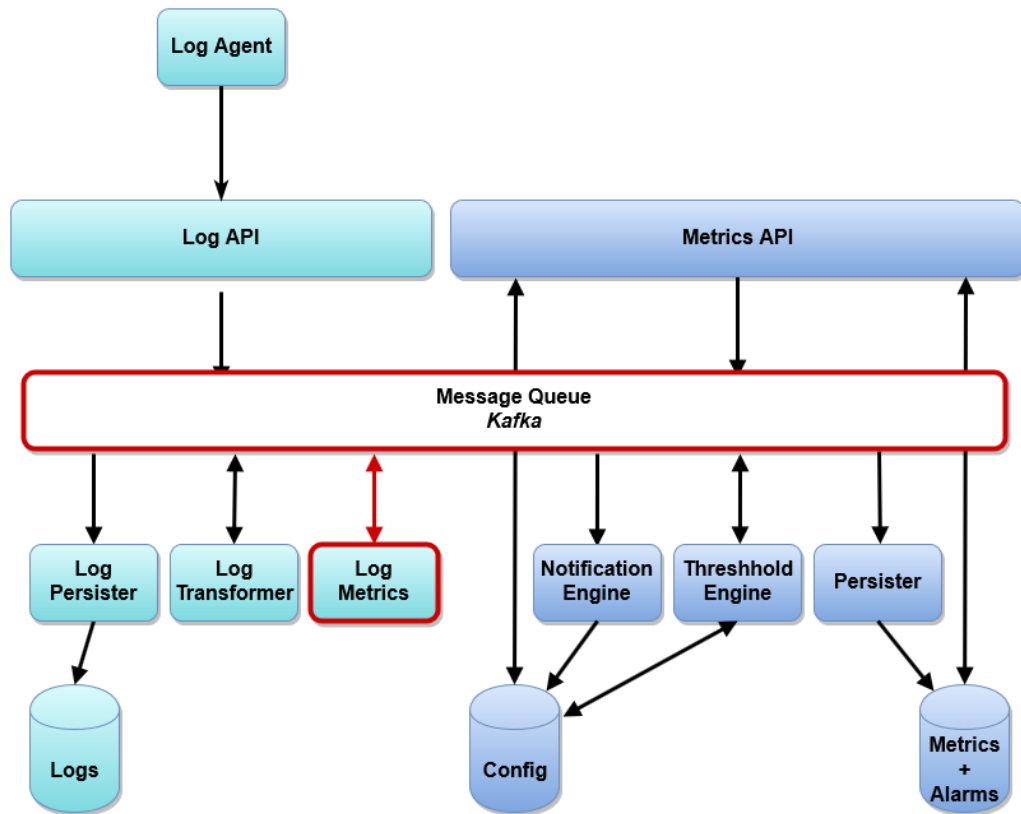 Log Agent
Log API
Metrics API
Message Queue
Kafka
Log
Persister
Log
Transformer
Log
Metrics
Notification
Engine
Threshhold
Engine
Persister
Logs
Config
Metrics
+
Alarms